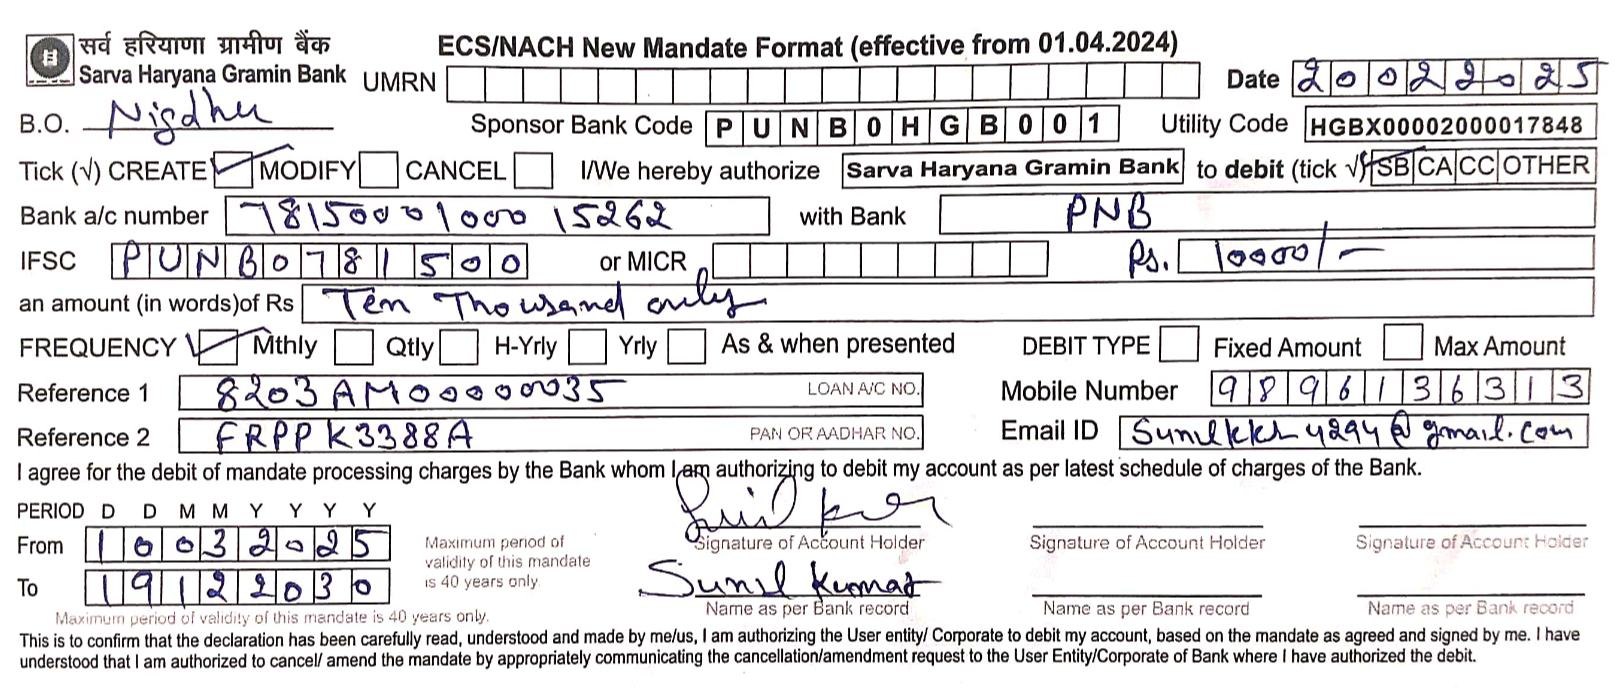 सर्व हरियाणा ग्रामीण बैंक
Sarva Haryana Gramin Bank
ECS/NACH New Mandate Format (effective from 01.04.2024)
UMRN Date 20022025
B.O. Nigdhu Sponsor Bank Code PUNB0HGB001 Utility Code HGBX00002000017848
Tick (√) CREATE MODIFY CANCEL I/We hereby authorize Sarva Haryana Gramin Bank to debit (tick √) SB CA CC OTHER
Bank a/c number 7815000100015262 with Bank PNB
IFSC PUNB0781500 or MICR Rs. 10000/-
an amount (in words)of Rs Ten Thousand only
FREQUENCY Mthly Qtly H-Yrly Yrly As & when presented DEBIT TYPE Fixed Amount Max Amount
Reference 1 8203AM00000035 LOAN A/C NO. Mobile Number 9896136313
Reference 2 FRPPK3388A PAN OR AADHAR NO. Email ID @gmail.com
I agree for the debit of mandate processing charges by the Bank whom I am authorizing to debit my account as per latest schedule of charges of the Bank.
PERIOD D D M M Y Y Y Y
From 10032025
To 19122030
Maximum period of validity of this mandate is 40 years only.
Maximum period of
validity of this mandate
is 40 years only.
Signature of Account Holder Signature of Account Holder Signature of Account Holder
Sunil Kumar
Name as per Bank record Name as per Bank record Name as per Bank record
This is to confirm that the declaration has been carefully read, understood and made by me/us, I am authorizing the User entity/ Corporate to debit my account, based on the mandate as agreed and signed by me. I have
understood that I am authorized to cancel/ amend the mandate by appropriately communicating the cancellation/amendment request to the User Entity/Corporate of Bank where I have authorized the debit.